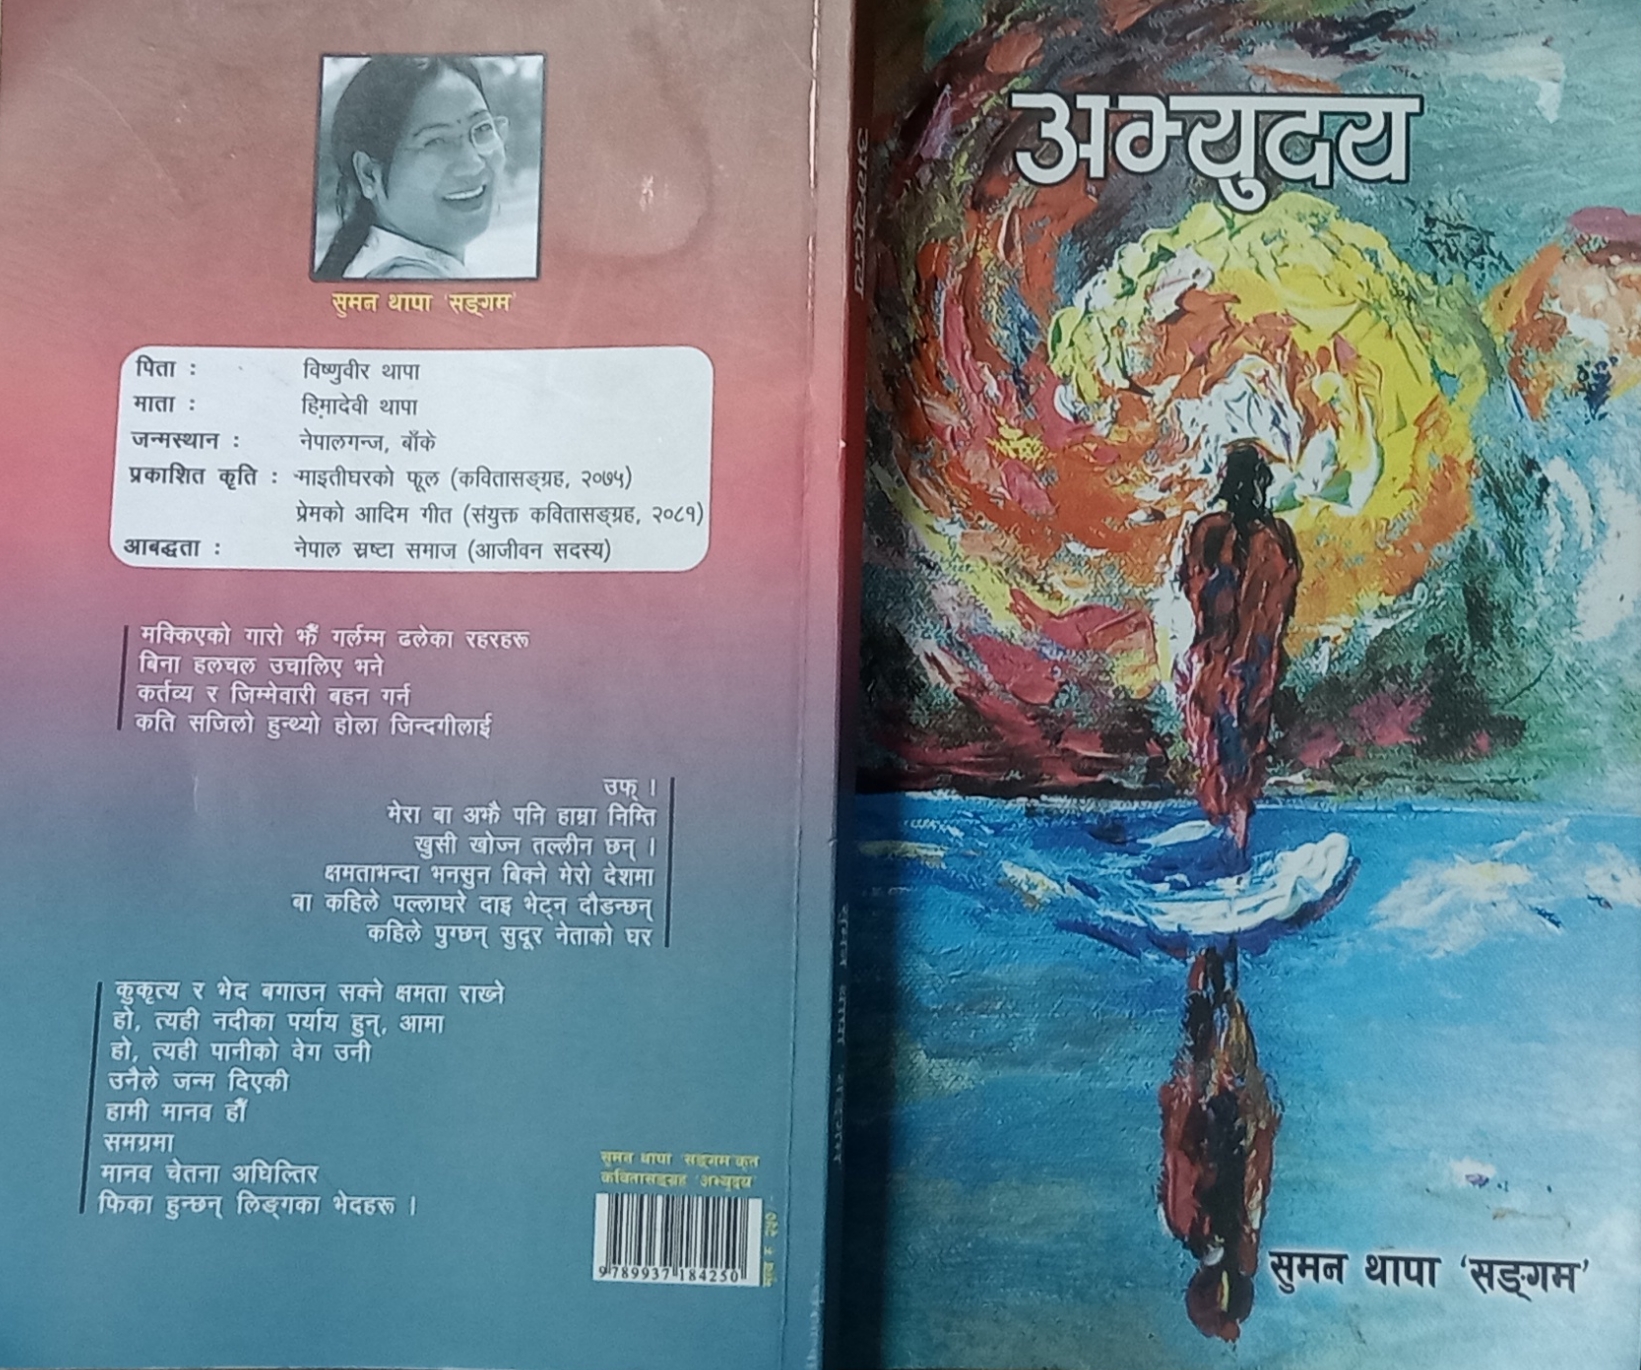 सुमन थापा 'सङ्गम'
पिता : विष्णुवीर थापा
माता : हिमादेवी थापा
जन्मस्थान : नेपालगन्ज, बाँके
प्रकाशित कृति : माइतीघरको फूल (कवितासङ्ग्रह, २०७५)
प्रेमको आदिम गीत (संयुक्त कवितासङ्ग्रह, २०८१)
आबद्धता : नेपाल स्रष्टा समाज (आजीवन सदस्य)
मक्किएको गारो झैँ गर्लम्म ढलेका रहरहरू
बिना हलचल उचालिए भने
कर्तव्य र जिम्मेवारी बहन गर्न
कति सजिलो हुन्थ्यो होला जिन्दगीलाई
उफ् ।
मेरा बा अझै पनि हाम्रा निम्ति
खुसी खोज्न तल्लीन छन् ।
क्षमताभन्दा भनसुन बिक्ने मेरो देशमा
बा कहिले पल्लाघरे दाइ भेट्न दौडन्छन्
कहिले पुग्छन् सुदूर नेताको घर
कुकृत्य र भेद बगाउन सक्ने क्षमता राख्ने
हो, त्यही नदीका पर्याय हुन्, आमा
हो, त्यही पानीको वेग उनी
उनैले जन्म दिएकी
हामी मानव हौँ
समग्रमा
मानव चेतना अघिल्तिर
फिका हुन्छन् लिङ्गका भेदहरू ।
सुमन थापा 'सङ्गम'कृत
कवितासङ्ग्रह 'अभ्युदय'
9789937184250
अभ्युदय
सुमन थापा 'सङ्गम'
अभ्युदय
सुमन थापा 'सङ्गम'